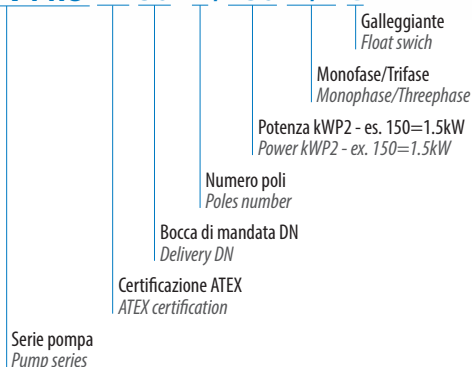 Galleggiante
Float swich
Monofase/Trifase
Monophase/Threephase
Potenza kWP2 - es. 150=1.5kW
Power kWP2 - ex. 150=1.5kW
Numero poli
Poles number
Bocca di mandata DN
Delivery DN
Certificazione ATEX
ATEX certification
Serie pompa
Pump series